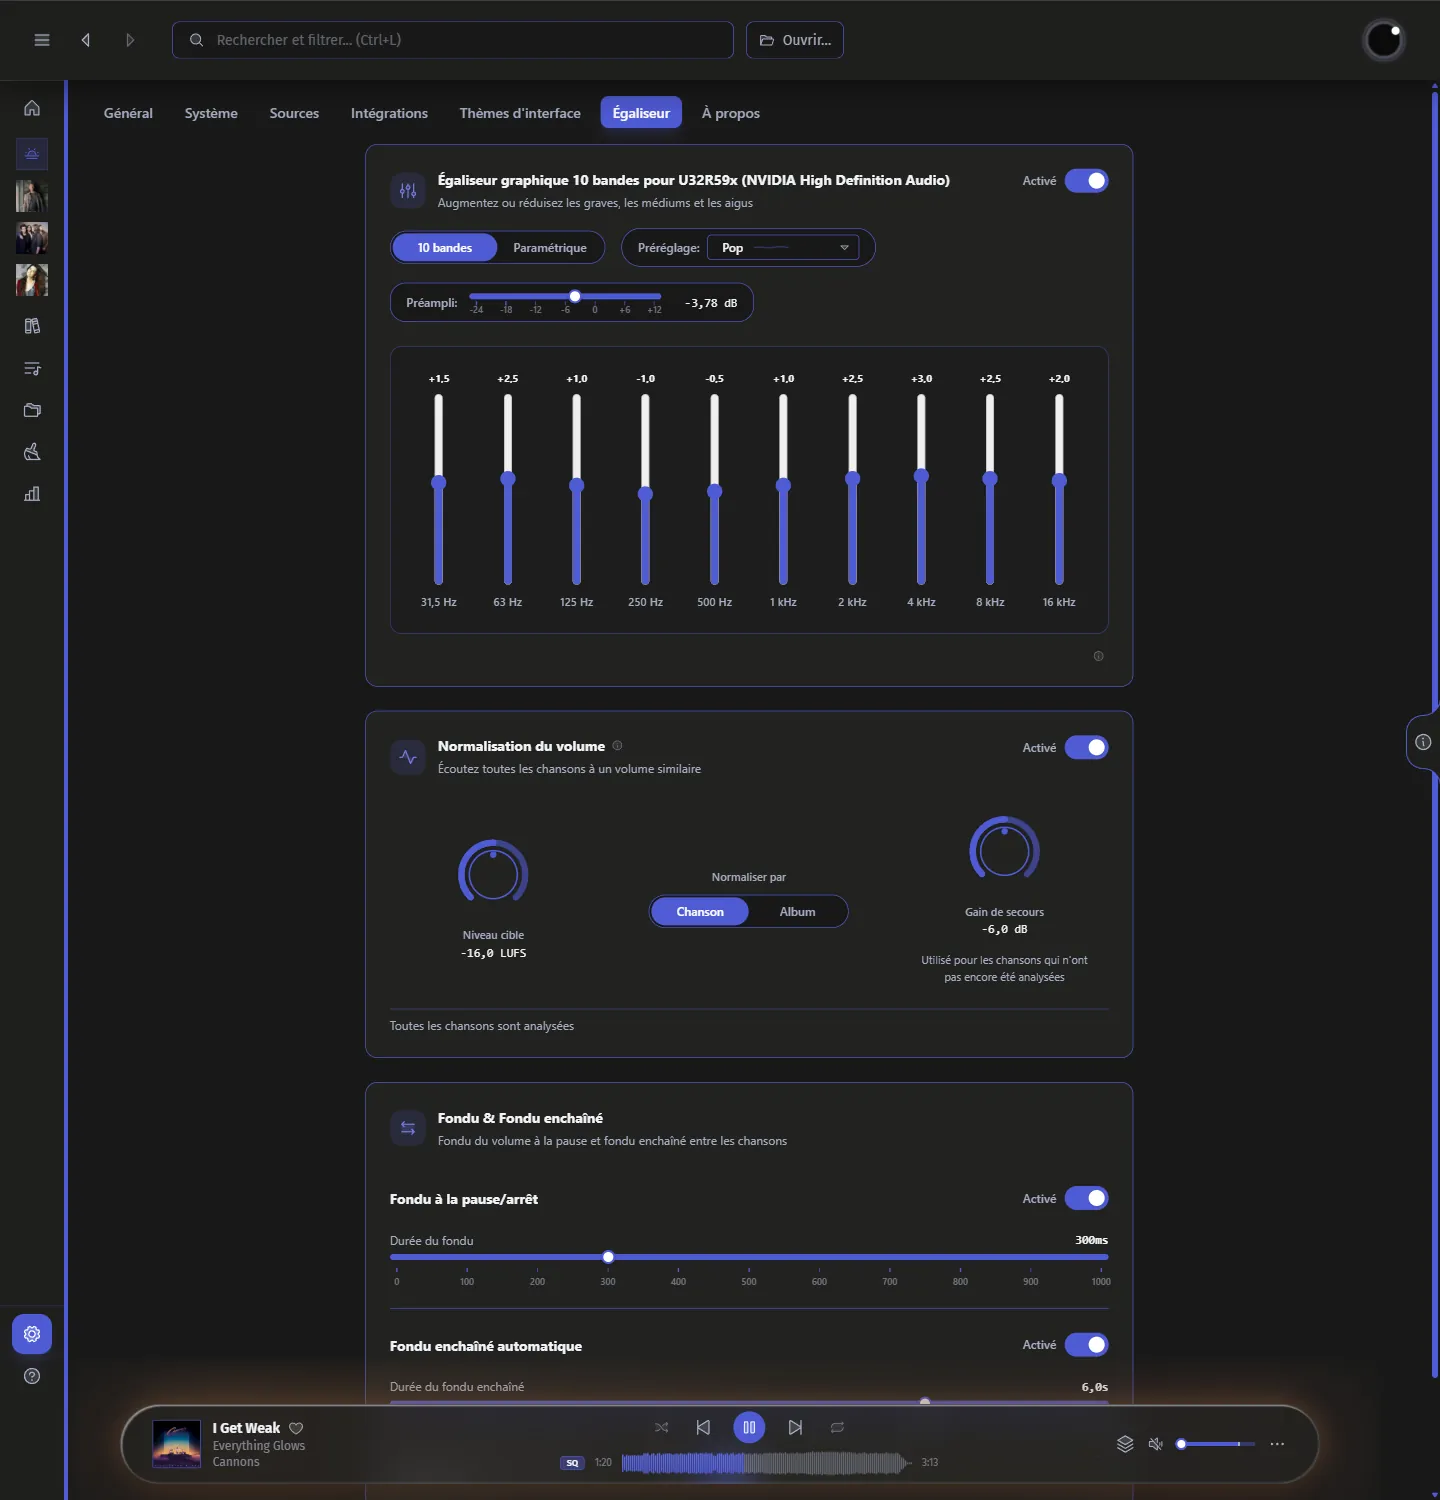 Rechercher et filtrer... (Ctrl+L)
Ouvrir...
Général Système Sources Intégrations Thèmes d'interface Égaliseur À propos
Égaliseur graphique 10 bandes pour U32R59x (NVIDIA High Definition Audio)
Activé
Augmentez ou réduisez les graves, les médiums et les aigus
10 bandes Paramétrique Préréglage: Pop
Préampli: -3,78 dB
-24 -18 -12 -6 0 +6 +12
+1,5 +2,5 +1,0 -1,0 -0,5 +1,0 +2,5 +3,0 +2,5 +2,0
31,5 Hz 63 Hz 125 Hz 250 Hz 500 Hz 1 kHz 2 kHz 4 kHz 8 kHz 16 kHz
Normalisation du volume
Activé
Écoutez toutes les chansons à un volume similaire
Normaliser par
Chanson Album
Niveau cible
-16,0 LUFS
Gain de secours
-6,0 dB
Utilisé pour les chansons qui n'ont
pas encore été analysées
Toutes les chansons sont analysées
Fondu & Fondu enchaîné
Fondu du volume à la pause et fondu enchaîné entre les chansons
Fondu à la pause/arrêt
Activé
Durée du fondu 300ms
0 100 200 300 400 500 600 700 800 900 1000
Fondu enchaîné automatique
Activé
Durée du fondu enchaîné 6,0s
I Get Weak
Everything Glows
Cannons
SQ 1:20 3:13